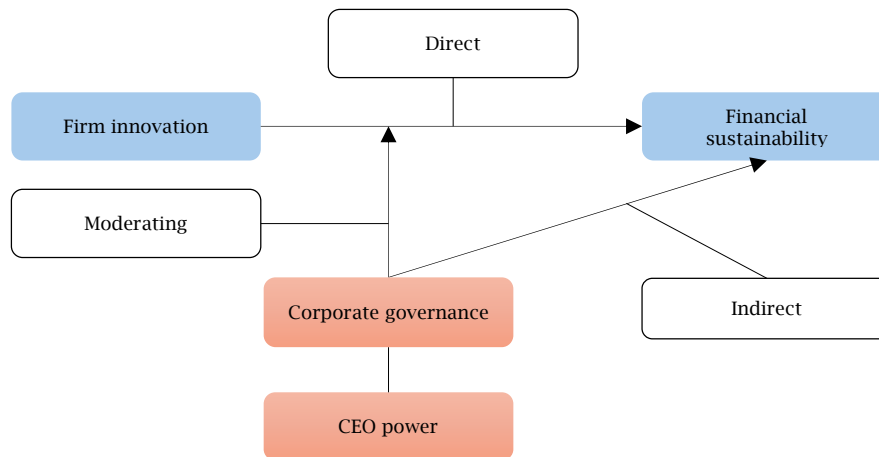 Direct
Firm innovation
Financial
sustainability
Moderating
Corporate governance
Indirect
CEO power